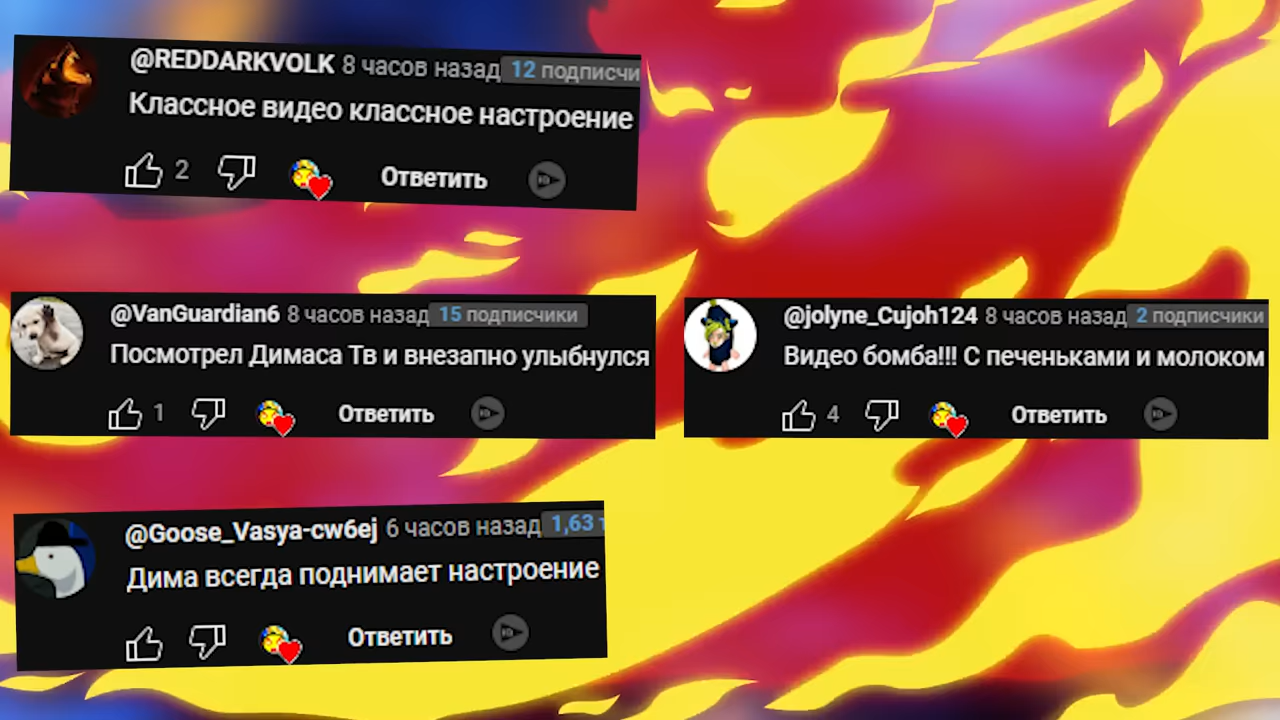 @REDDARKVOLK 8 часов назад 12 подписчи
Классное видео классное настроение
2 Ответить
@VanGuardian6 8 часов назад 15 подписчики
Посмотрел Димаса Тв и внезапно улыбнулся
1 Ответить
@jolyne_Cujoh124 8 часов назад 2 подписчики
Видео бомба!!! С печеньками и молоком
4 Ответить
@Goose_Vasya-cw6ej 6 часов назад 1,63 т
Дима всегда поднимает настроение
Ответить